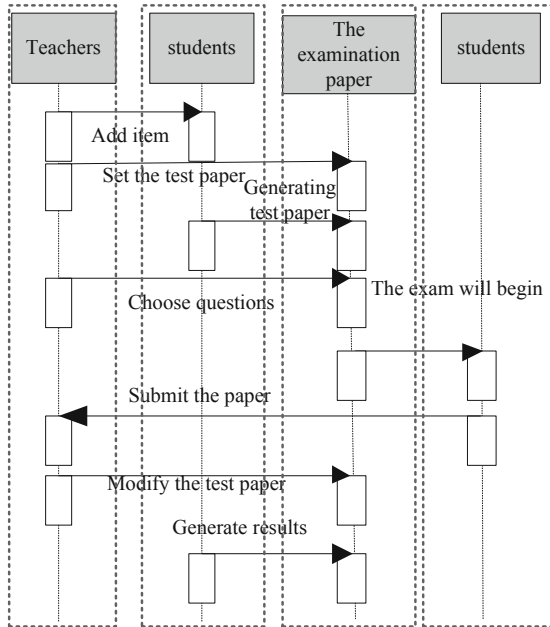 Teachers
students
The
examination
paper
students
Add item
Set the test paper
Generating
test paper
Choose questions
The exam will begin
Submit the paper
Modify the test paper
Generate results